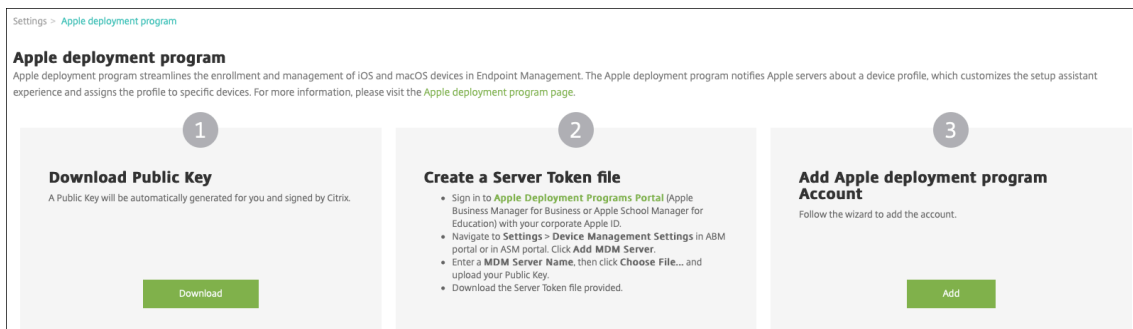 Settings > Apple deployment program
Apple deployment program
Apple deployment program streamlines the enrollment and management of iOS and macOS devices in Endpoint Management. The Apple deployment program notifies Apple servers about a device profile, which customizes the setup assistant
experience and assigns the profile to specific devices. For more information, please visit the Apple deployment program page.
1
Download Public Key
A Public Key will be automatically generated for you and signed by Citrix.
Download
2
Create a Server Token file
• Sign in to Apple Deployment Programs Portal (Apple
Business Manager for Business or Apple School Manager for
Education) with your corporate Apple ID.
• Navigate to Settings > Device Management Settings in ABM
portal or in ASM portal. Click Add MDM Server.
• Enter a MDM Server Name, then click Choose File... and
upload your Public Key.
• Download the Server Token file provided.
3
Add Apple deployment program
Account
Follow the wizard to add the account.
Add